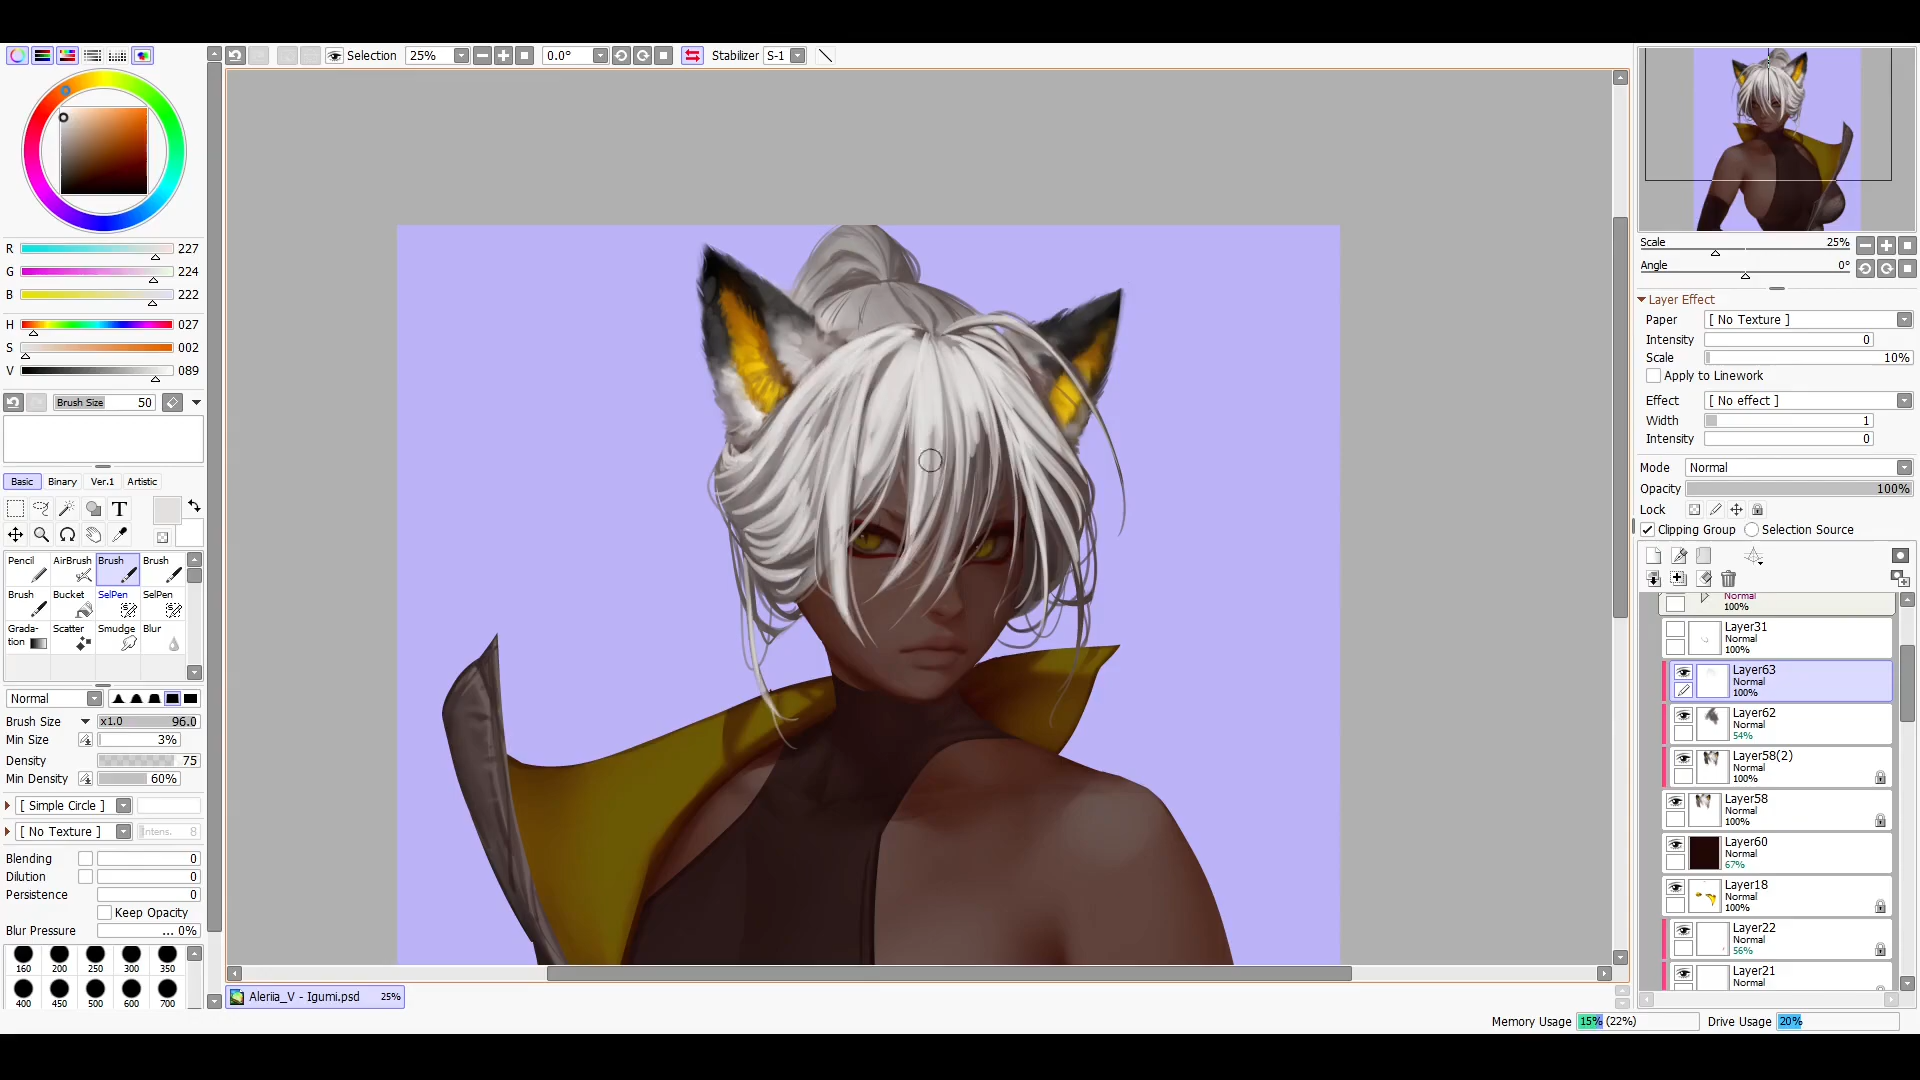 Selection 25% 0.0° Stabilizer S-1
R 227
G 224
B 222
H 027
S 002
V 089
Brush Size 50
Basic Binary Ver.1 Artistic
T
Pencil AirBrush Brush Brush
Brush Bucket SelPen SelPen
Grada- Scatter Smudge Blur
tion
Normal
Brush Size x1.0 96.0
Min Size 3%
Density 75
Min Density 60%
[ Simple Circle ]
[ No Texture ] Intens. 8
Blending 0
Dilution 0
Persistence 0
Keep Opacity
Blur Pressure ... 0%
160 200 250 300 350
400 450 500 600 700
Aleriia_V - Igumi.psd 25%
Scale 25%
Angle 0°
Layer Effect
Paper [ No Texture ]
Intensity 0
Scale 10%
Apply to Linework
Effect [ No effect ]
Width 1
Intensity 0
Mode Normal
Opacity 100%
Lock
Clipping Group Selection Source
Normal
100%
Layer31
Normal
100%
Layer63
Normal
100%
Layer62
Normal
54%
Layer58(2)
Normal
100%
Layer58
Normal
100%
Layer60
Normal
67%
Layer18
Normal
100%
Layer22
Normal
56%
Layer21
Normal
Memory Usage 15% (22%) Drive Usage 20%